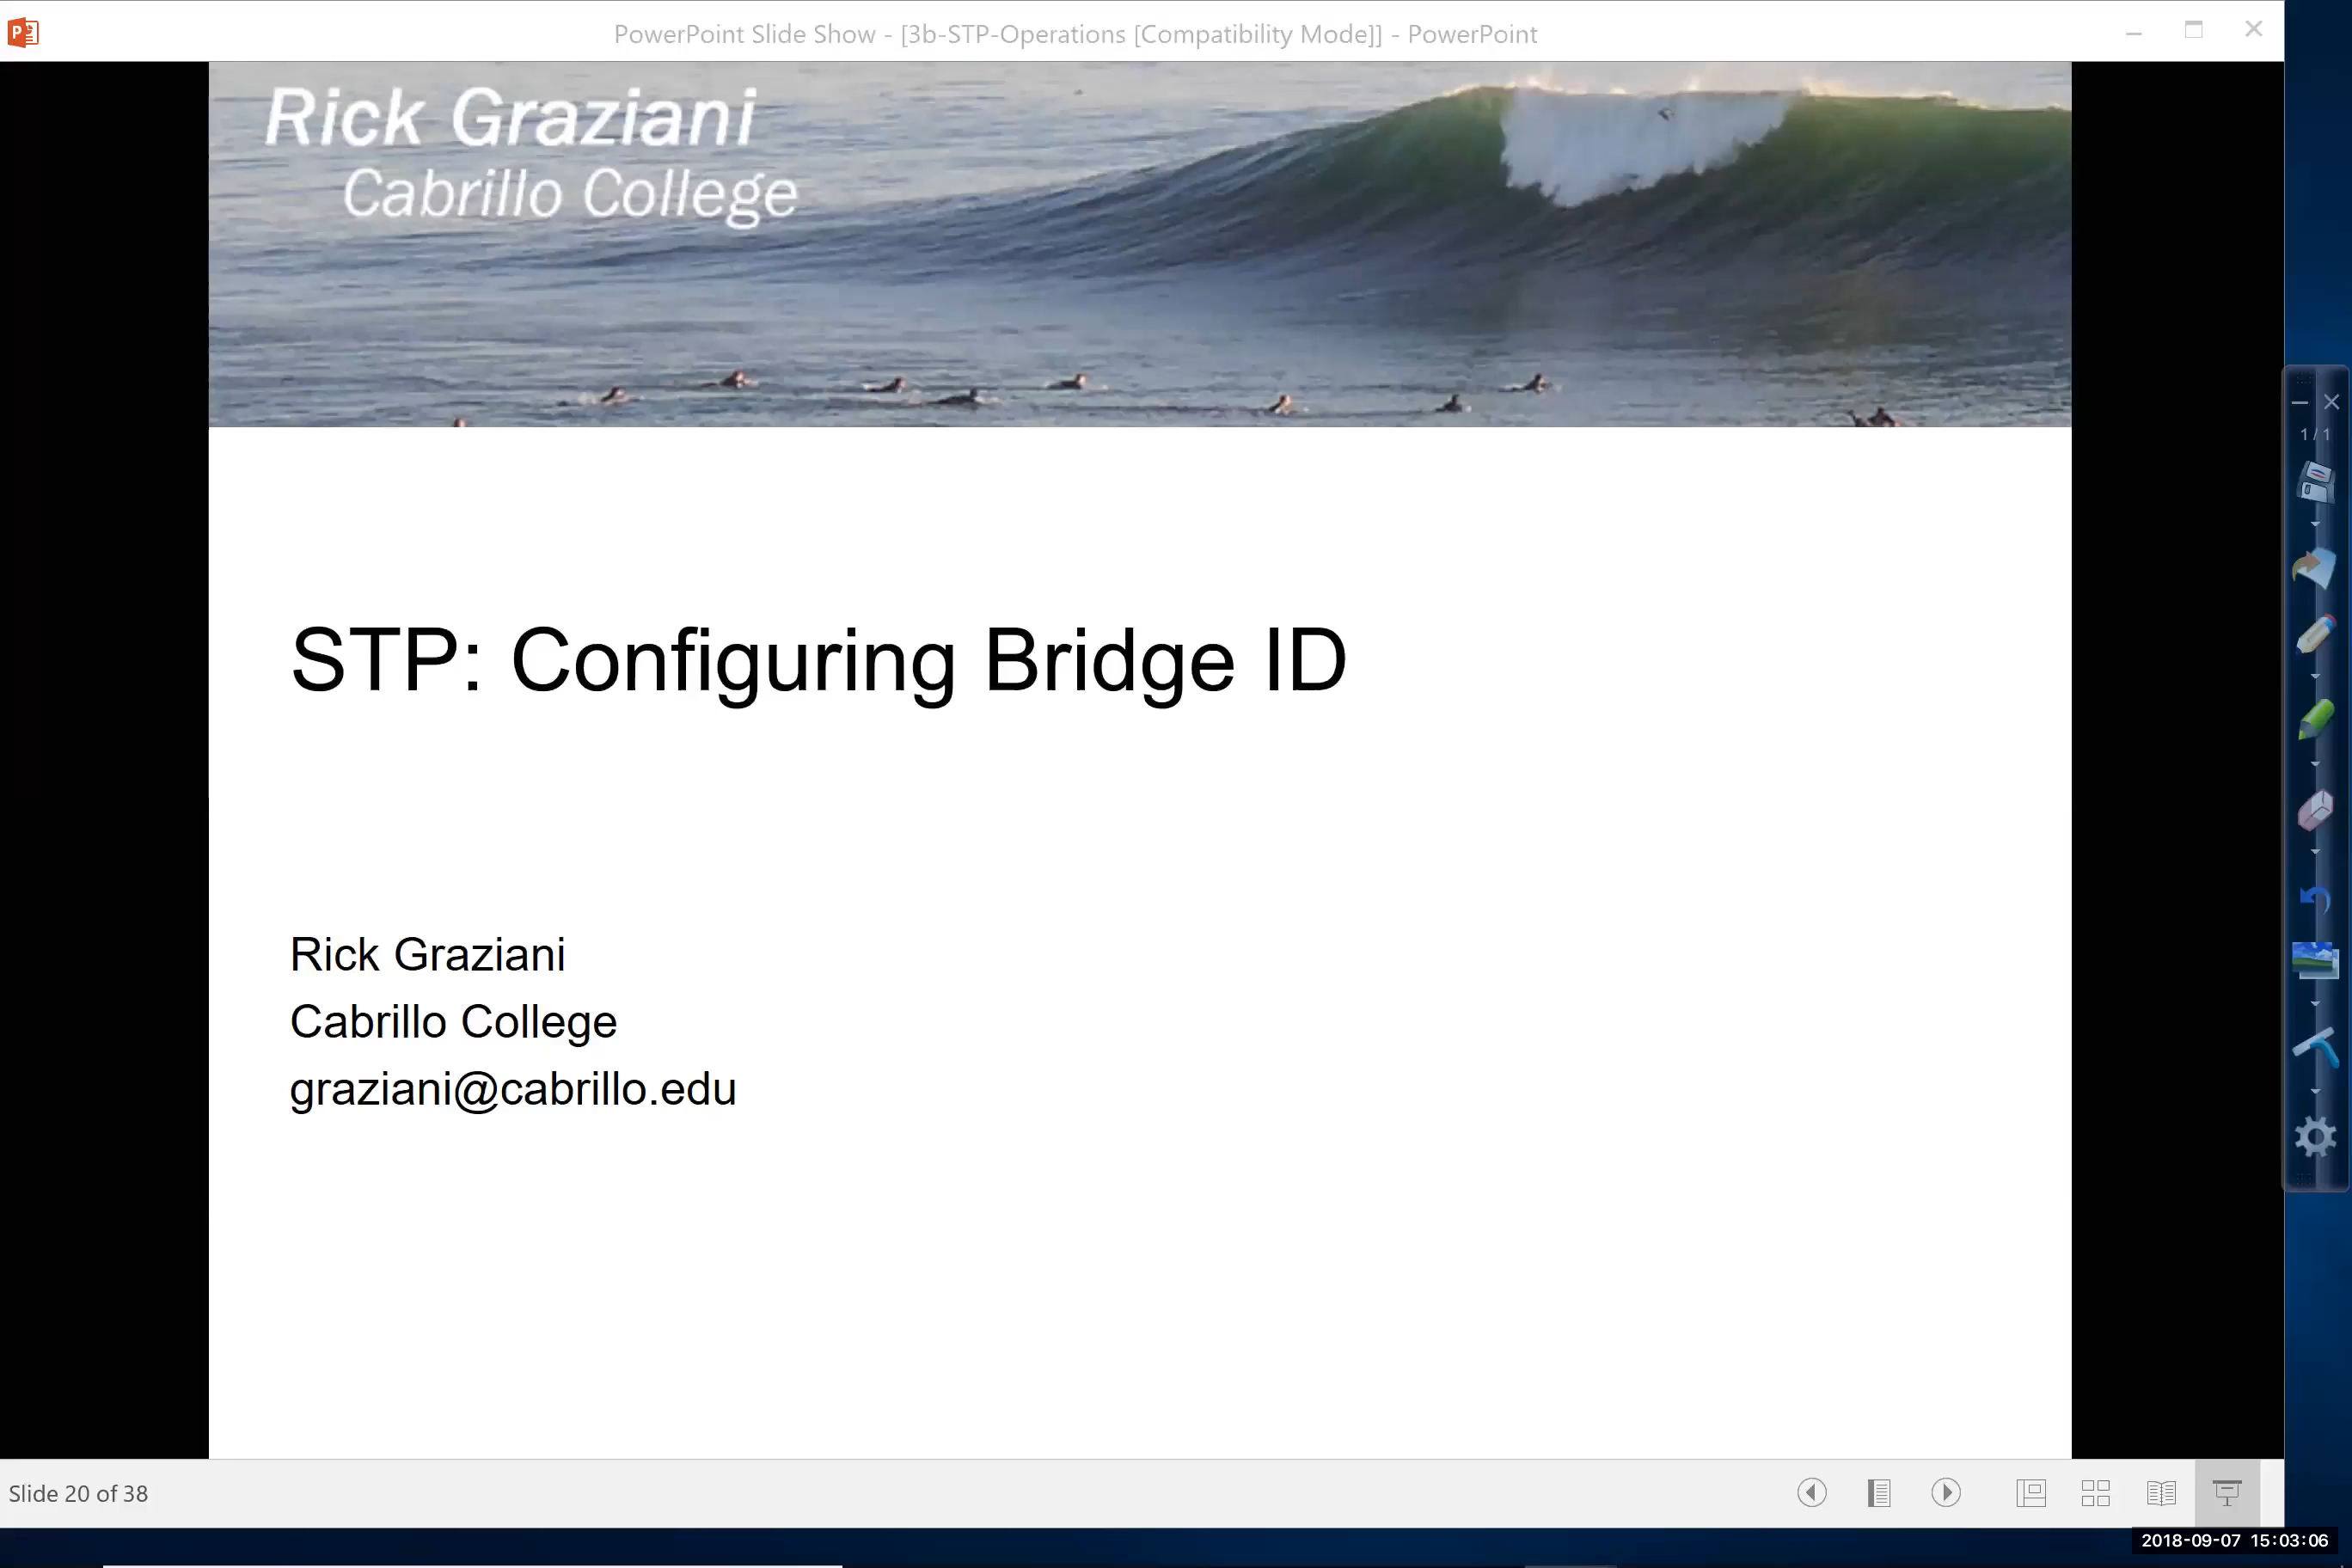 PowerPoint Slide Show - [3b-STP-Operations [Compatibility Mode]] - PowerPoint
Rick Graziani
Cabrillo College
1/1
STP: Configuring Bridge ID
Rick Graziani
Cabrillo College
graziani@cabrillo.edu
Slide 20 of 38
2018-09-07 15:03:06